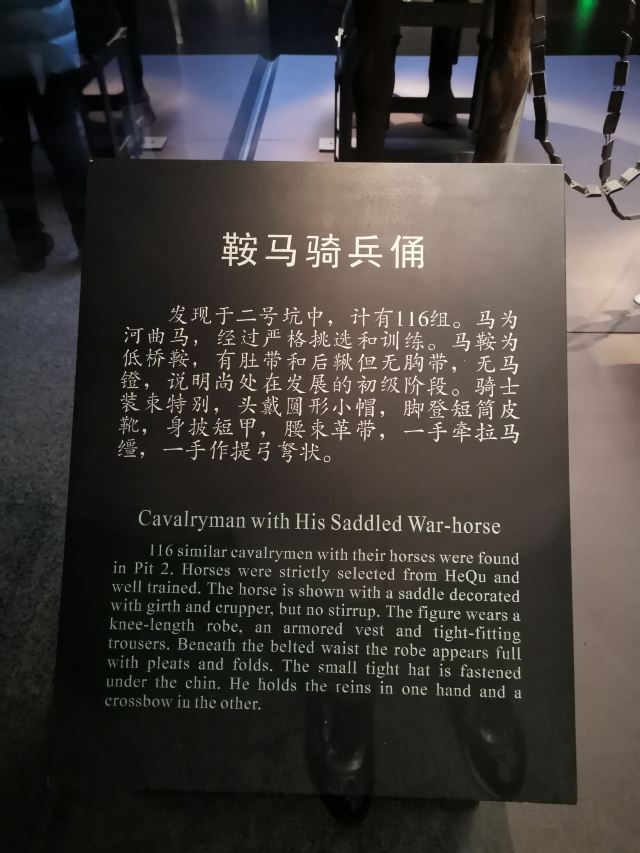 鞍马骑兵俑
发现于二号坑中，计有116组。马为
河曲马，经过严格挑选和训练。马鞍为
低桥鞍，有肚带和后鞦但无胸带，无马
镫，说明尚处在发展的初级阶段。骑士
装束特别，头戴圆形小帽，脚登短筒皮
靴，身披短甲，腰束革带，一手牵拉马
缰，一手作提弓弩状。
Cavalryman with His Saddled War-horse
116 similar cavalrymen with their horses were found
in Pit 2. Horses were strictly selected from HeQu and
well trained. The horse is shown with a saddle decorated
with girth and crupper, but no stirrup. The figure wears a
knee-length robe, an armored vest and tight-fitting
trousers. Beneath the belted waist the robe appears full
with pleats and folds. The small tight hat is fastened
under the chin. He holds the reins in one hand and a
crossbow in the other.